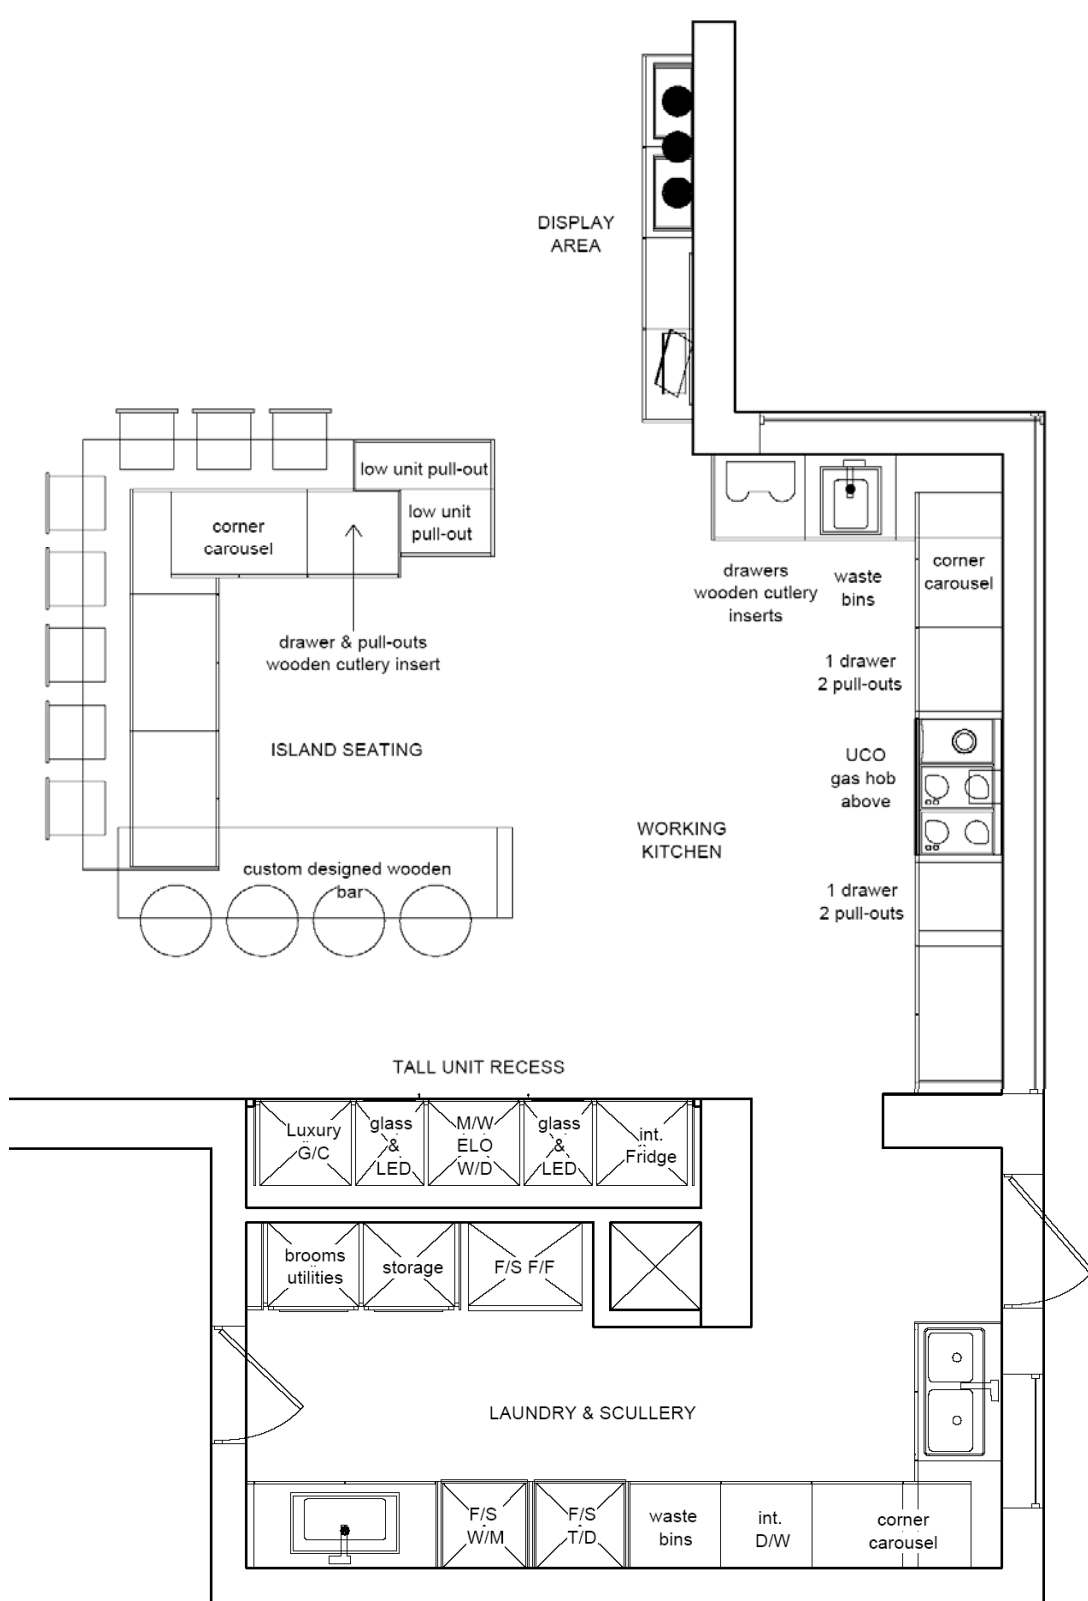 DISPLAY
AREA
low unit pull-out
low unit
pull-out
corner
carousel
drawer & pull-outs
wooden cutlery insert
drawers
wooden cutlery
inserts
waste
bins
corner
carousel
1 drawer
2 pull-outs
ISLAND SEATING
UCO
gas hob
above
WORKING
KITCHEN
custom designed wooden
bar
1 drawer
2 pull-outs
TALL UNIT RECESS
Luxury
G/C
glass
&
LED
M/W
ELO
W/D
glass
&
LED
int.
Fridge
brooms
utilities
storage
F/S F/F
LAUNDRY & SCULLERY
F/S
W/M
F/S
T/D
waste
bins
int.
D/W
corner
carousel